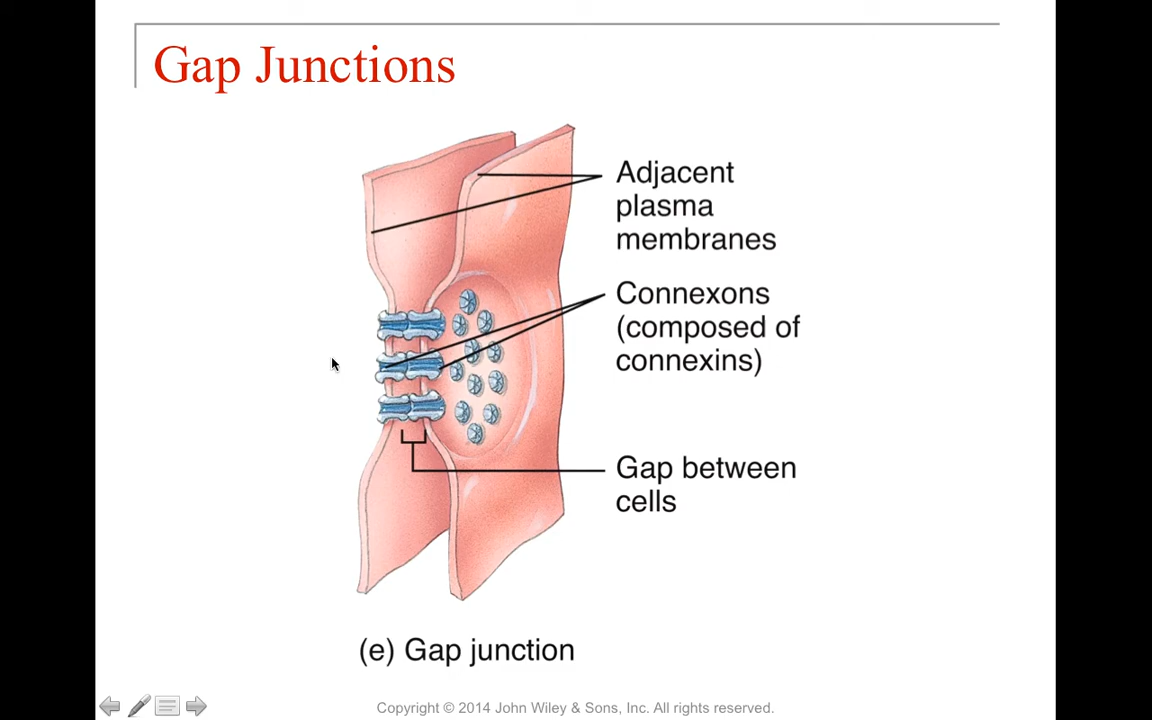 Gap Junctions
Adjacent
plasma
membranes
Connexons
(composed of
connexins)
Gap between
cells
(e) Gap junction
Copyright © 2014 John Wiley & Sons, Inc. All rights reserved.